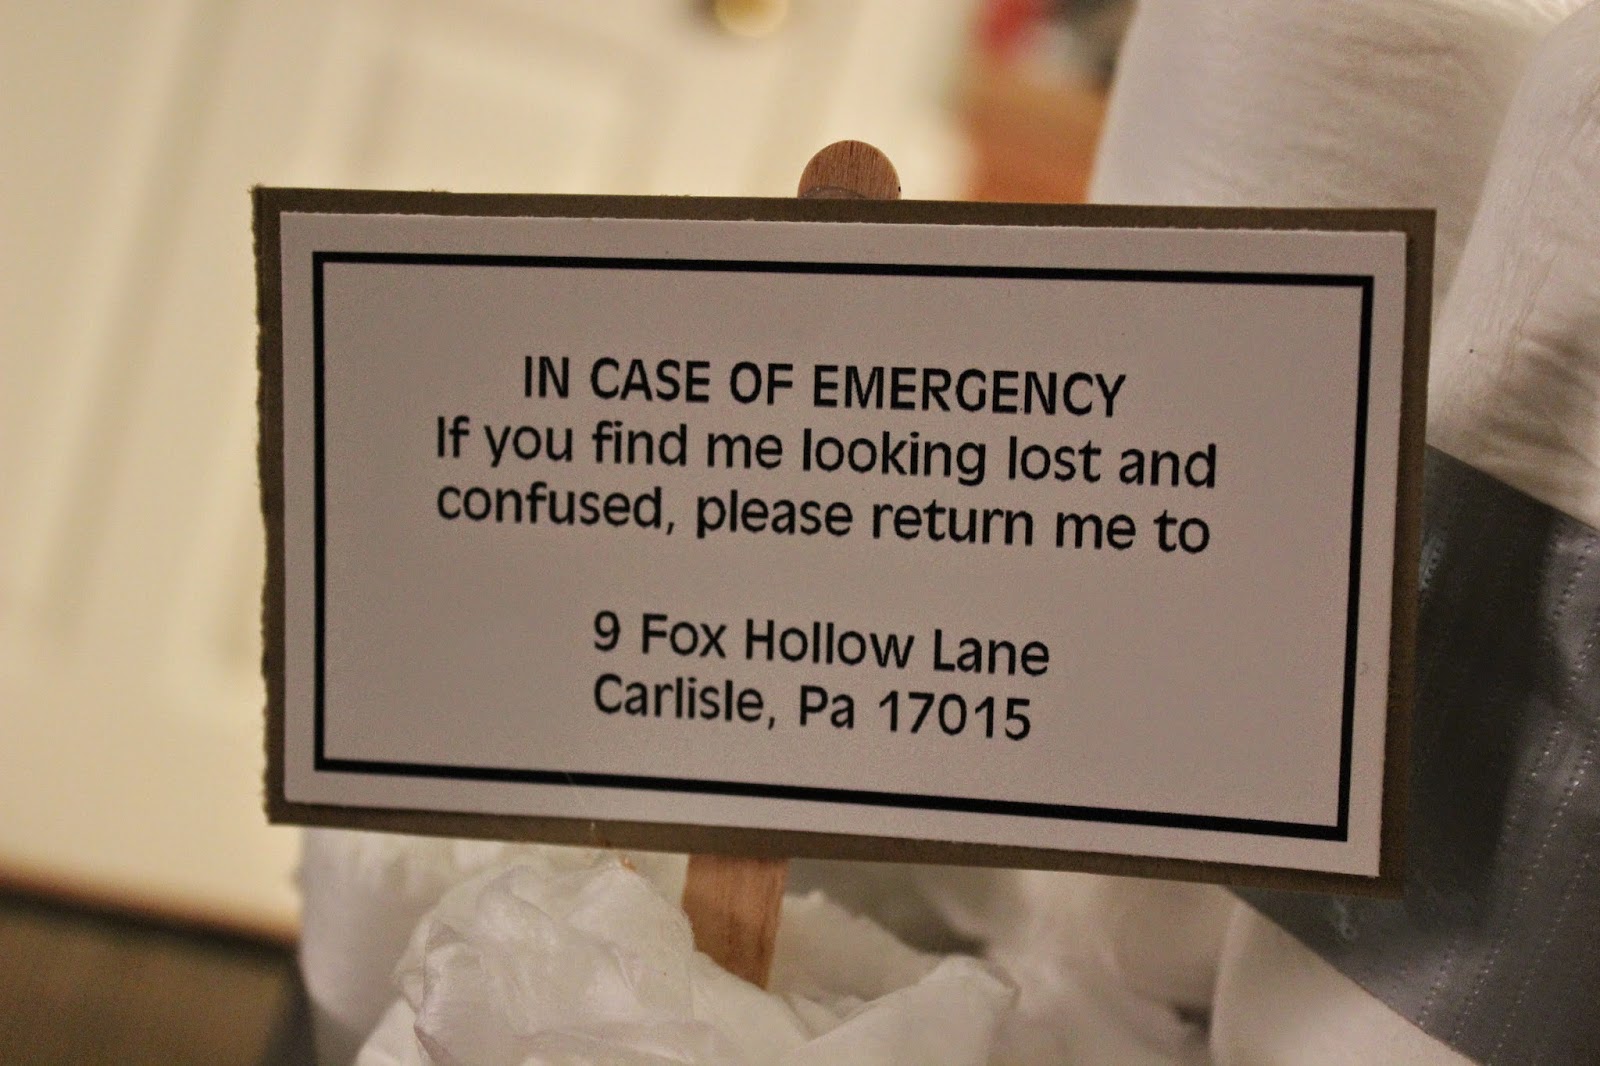 IN CASE OF EMERGENCY
If you find me looking lost and
confused, please return me to
9 Fox Hollow Lane
Carlisle, Pa 17015